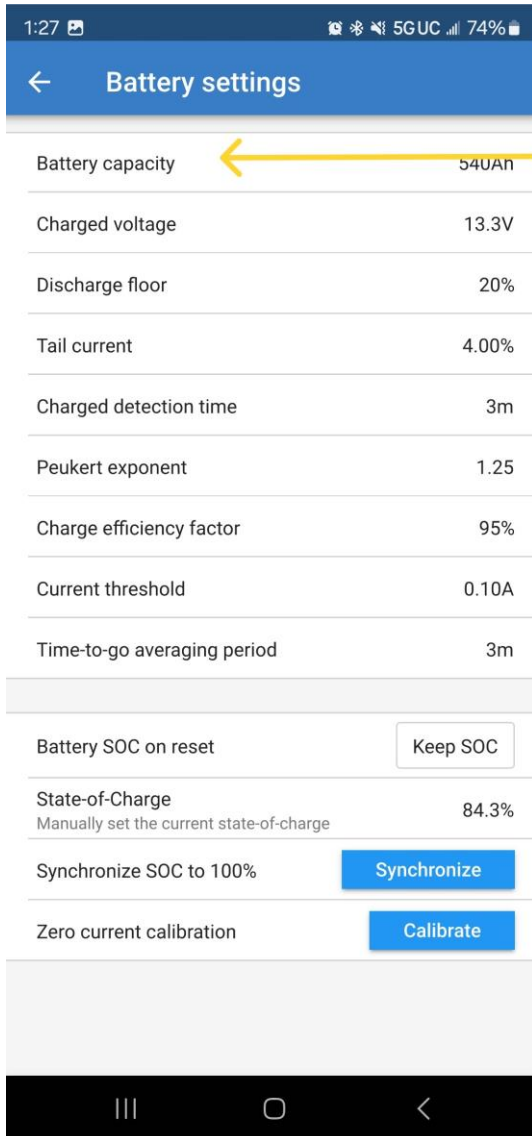 1:27 5G UC 74%
Battery settings
Battery capacity 540Ah
Charged voltage 13.3V
Discharge floor 20%
Tail current 4.00%
Charged detection time 3m
Peukert exponent 1.25
Charge efficiency factor 95%
Current threshold 0.10A
Time-to-go averaging period 3m
Battery SOC on reset Keep SOC
State-of-Charge 84.3%
Manually set the current state-of-charge
Synchronize SOC to 100% Synchronize
Zero current calibration Calibrate